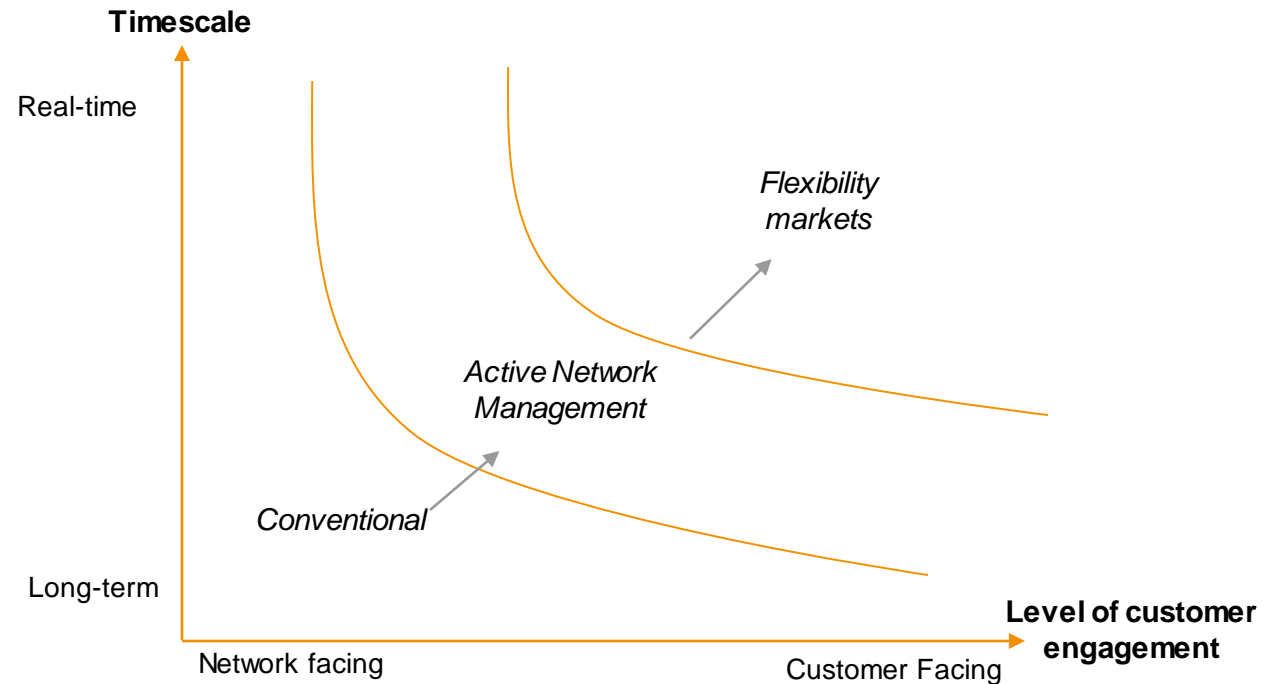 Timescale
Real-time
Flexibility
markets
Active Network
Management
Conventional
Long-term
Level of customer
engagement
Network facing
Customer Facing